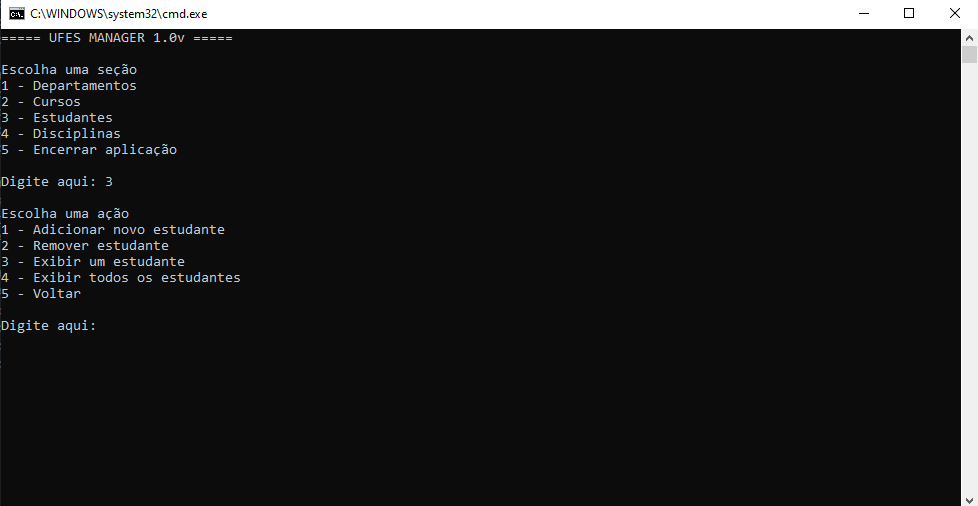 C:\WINDOWS\system32\cmd.exe
===== UFES MANAGER 1.0v =====
Escolha uma seção
1 - Departamentos
2 - Cursos
3 - Estudantes
4 - Disciplinas
5 - Encerrar aplicação
Digite aqui: 3
Escolha uma ação
1 - Adicionar novo estudante
2 - Remover estudante
3 - Exibir um estudante
4 - Exibir todos os estudantes
5 - Voltar
Digite aqui: